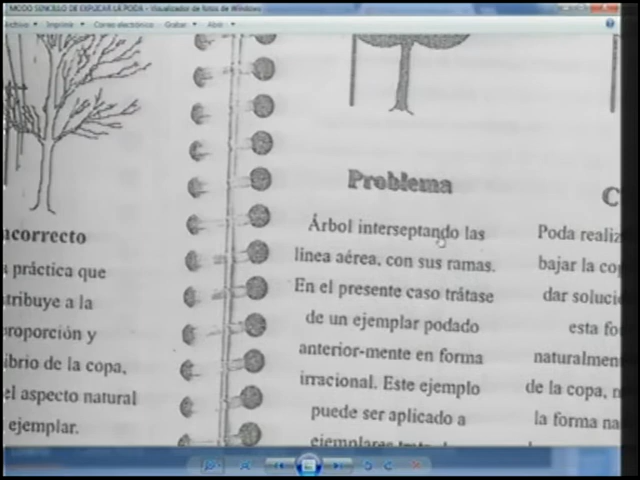 MODO SENCILLO DE EXPLICAR LA PODA - Visualizador de fotos de Windows
Archivo Imprimir Correo electrónico Grabar Abrir
ncorrecto
a práctica que
tribuye a la
proporción y
ibrio de la copa,
el aspecto natural
ejemplar.
Problema
Árbol interseptando las
linea aérea, con sus ramas.
En el presente caso trátase
de un ejemplar podado
anterior-mente en forma
irracional. Este ejemplo
puede ser aplicado a
ejemplares
C
Poda realiz
bajar la co
dar soluci
esta fo
naturalmen
de la copa, n
la forma na